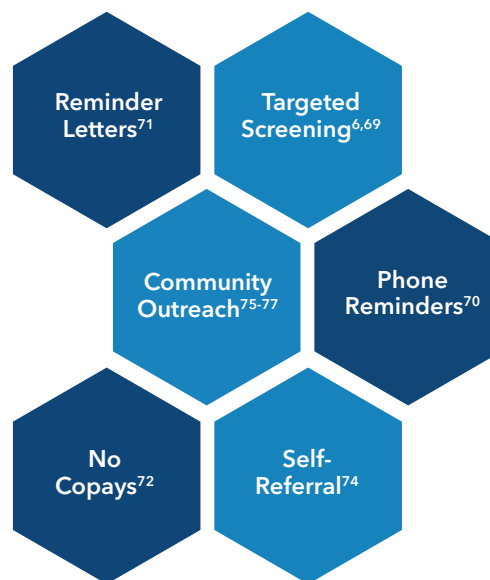 Reminder
Letters71
Targeted
Screening6,69
Community
Outreach75-77
Phone
Reminders70
No
Copays72
Self-
Referral74